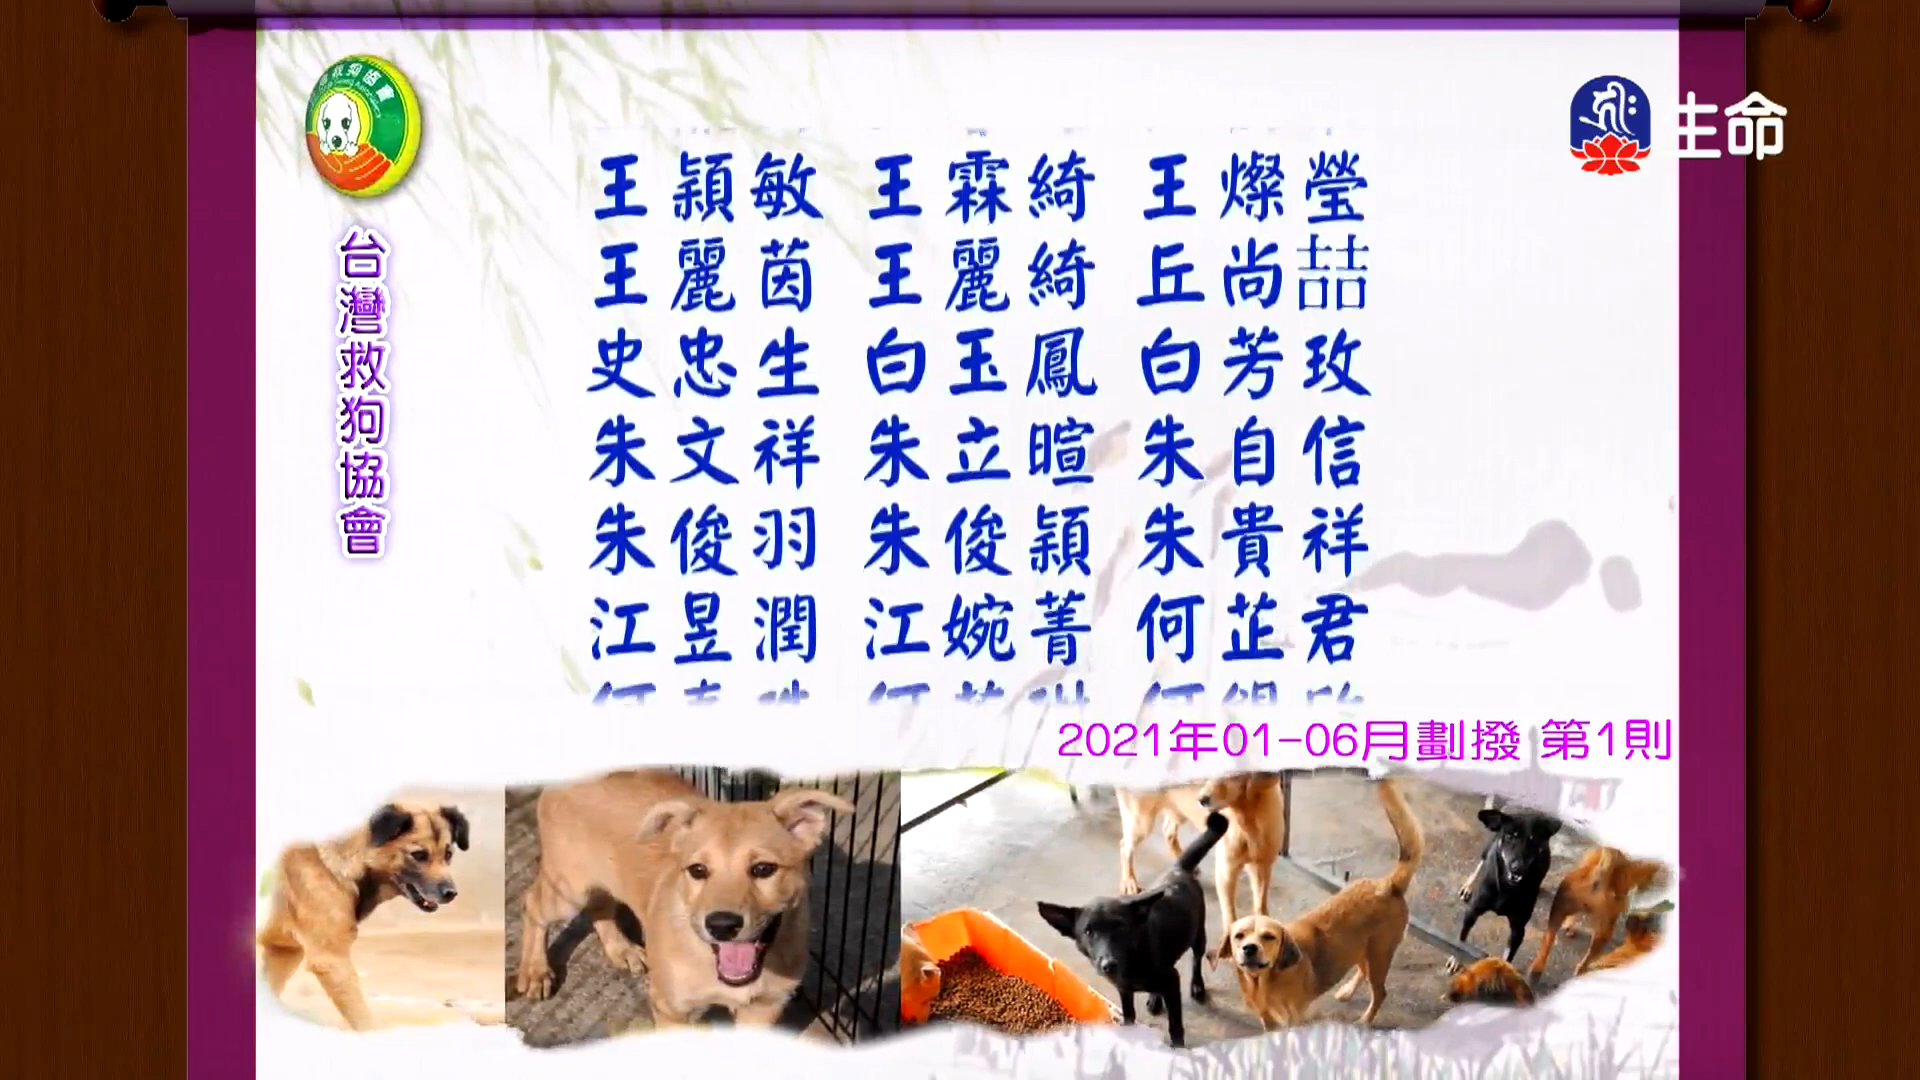 生命
台灣救狗協會
王穎敏 王霖綺 王燦瑩
王麗茵 王麗綺 丘尚喆
史忠生 白玉鳳 白芳玫
朱文祥 朱立暄 朱自信
朱俊羽 朱俊穎 朱貴祥
江昱潤 江婉菁 何芷君
2021年01-06月劃撥 第1則